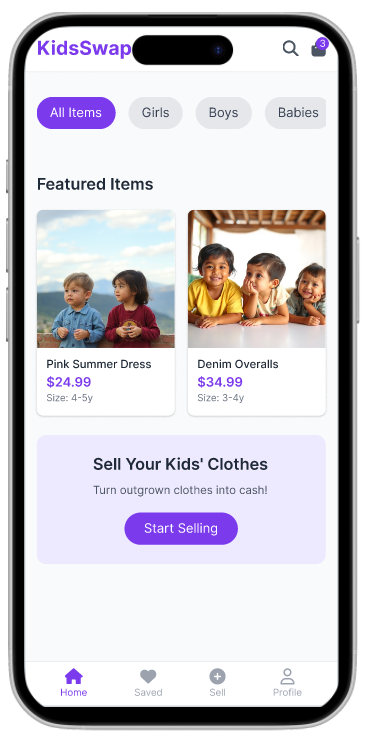 KidsSwap
3
All Items
Girls
Boys
Babies
Featured Items
Pink Summer Dress
$24.99
Size: 4-5y
Denim Overalls
$34.99
Size: 3-4y
Sell Your Kids' Clothes
Turn outgrown clothes into cash!
Start Selling
Home
Saved
Sell
Profile